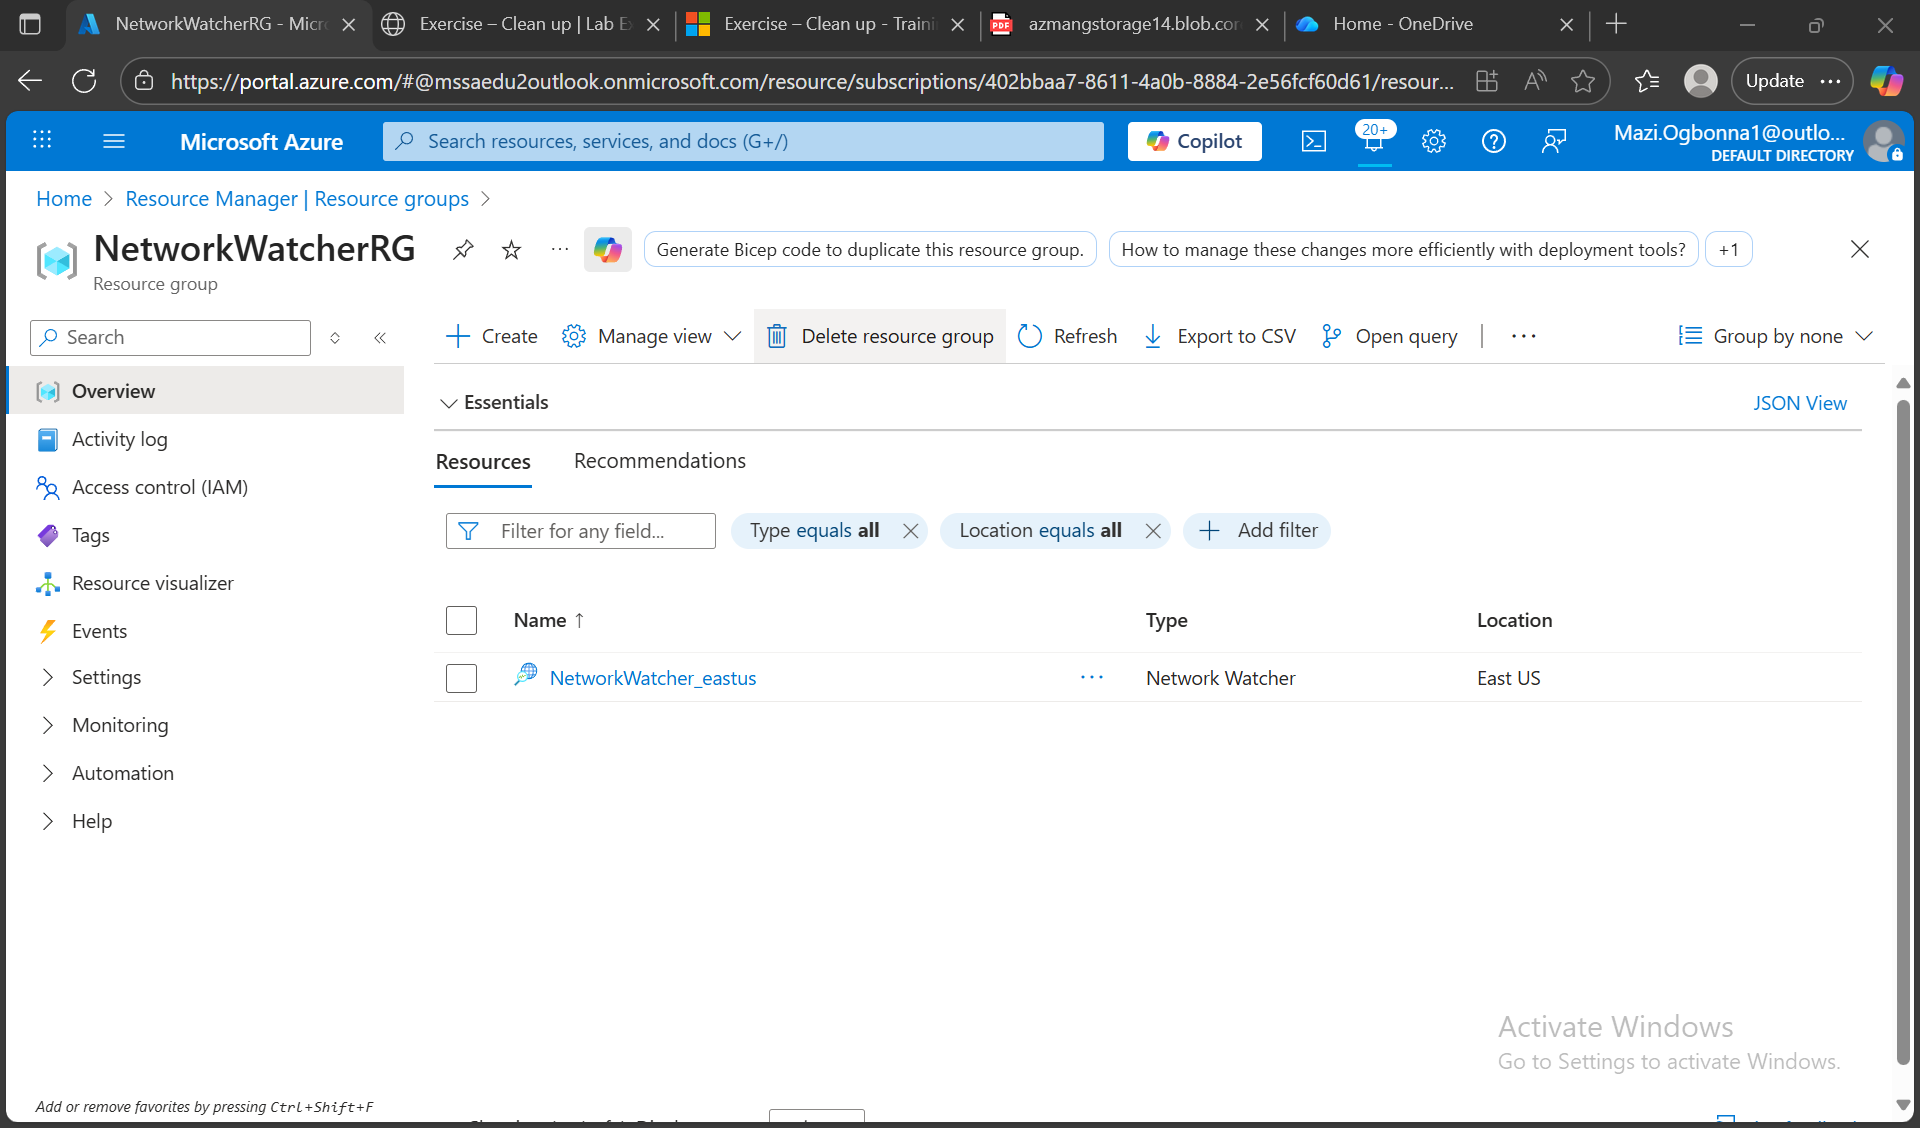 NetworkWatcherRG - Micr
Exercise – Clean up | Lab E
Exercise – Clean up - Traini
PDF
azmangstorage14.blob.co
Home - OneDrive
https://portal.azure.com/#@mssaedu2outlook.onmicrosoft.com/resource/subscriptions/402bbaa7-8611-4a0b-8884-2e56fcf60d61/resour...
Update
Microsoft Azure
Search resources, services, and docs (G+/)
Copilot
20+
Mazi.Ogbonna1@outlo...
DEFAULT DIRECTORY
Home > Resource Manager | Resource groups >
NetworkWatcherRG
Resource group
Generate Bicep code to duplicate this resource group.
How to manage these changes more efficiently with deployment tools?
+1
Search
Create
Manage view
Delete resource group
Refresh
Export to CSV
Open query
Group by none
Overview
Activity log
Access control (IAM)
Tags
Resource visualizer
Events
Settings
Monitoring
Automation
Help
Essentials
JSON View
Resources
Recommendations
Filter for any field...
Type equals all
Location equals all
Add filter
Name ↑
Type
Location
NetworkWatcher_eastus
Network Watcher
East US
Activate Windows
Go to Settings to activate Windows.
Add or remove favorites by pressing Ctrl+Shift+F